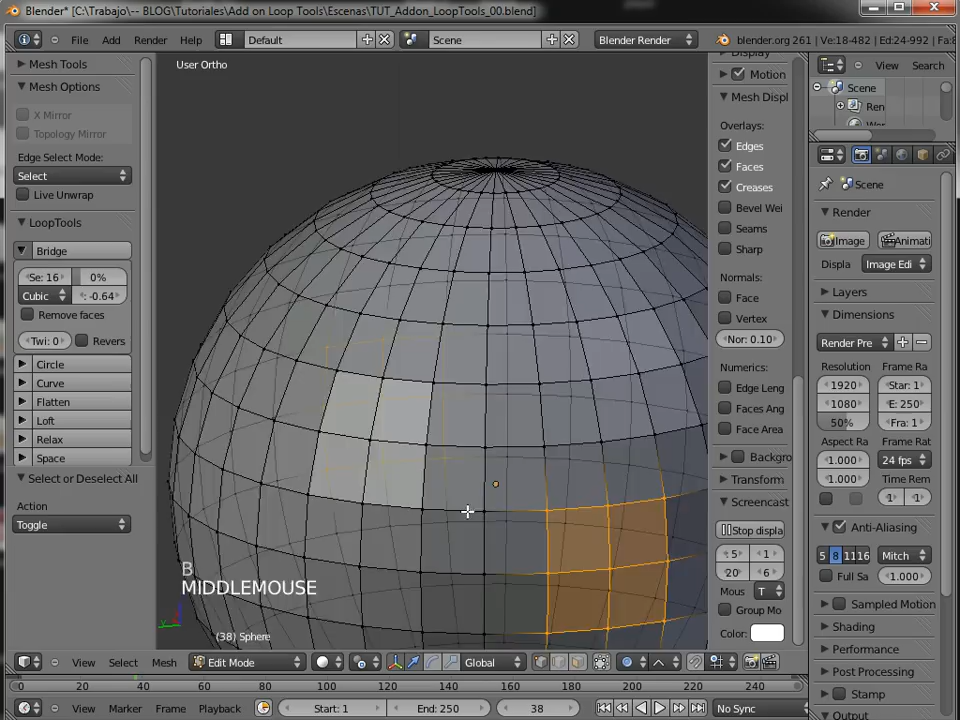 Blender* [C:\Trabajo\-- BLOG\Tutoriales\Add on Loop Tools\Escenas\TUT_Addon_LoopTools_00.blend]
File Add Render Help Default Scene Blender Render blender.org 261 | Ve:18-482 | Ed:24-992 | Fa:8
Mesh Tools
Mesh Options
X Mirror
Topology Mirror
Edge Select Mode:
Select
Live Unwrap
LoopTools
Bridge
Se: 16 0%
Cubic : -0.64
Remove faces
Twi: 0 Revers
Circle
Curve
Flatten
Loft
Relax
Space
Select or Deselect All
Action
Toggle
User Ortho
B
MIDDLEMOUSE
(38) Sphere
Motion
Mesh Displ
Overlays:
Edges
Faces
Creases
Bevel Wei
Seams
Sharp
Normals:
Face
Vertex
Nor: 0.10
Numerics:
Edge Leng
Faces Ang
Face Area
Backgro
Transform
Screencast
Stop displa
: 5 1
20 6
Mous T
Group Mo
Color:
View Search
Scene
Ren
Scene
Render
Image Animati
Displa Image Edi
Layers
Dimensions
Render Pre
Resolution Frame Ra
1920 Star: 1
1080 E: 250
50% Fra: 1
Aspect Ra Frame Rat
1.000 24 fps
1.000 Time Rem
1 1
Anti-Aliasing
5 8 11 16 Mitch
Full Sa 1.000
Sampled Motion
Shading
Performance
Post Processing
Stamp
Output
View Select Mesh Edit Mode Global
0 20 40 60 80 100 120 140 160 180 200 220 240
View Marker Frame Playback Start: 1 End: 250 38 No Sync